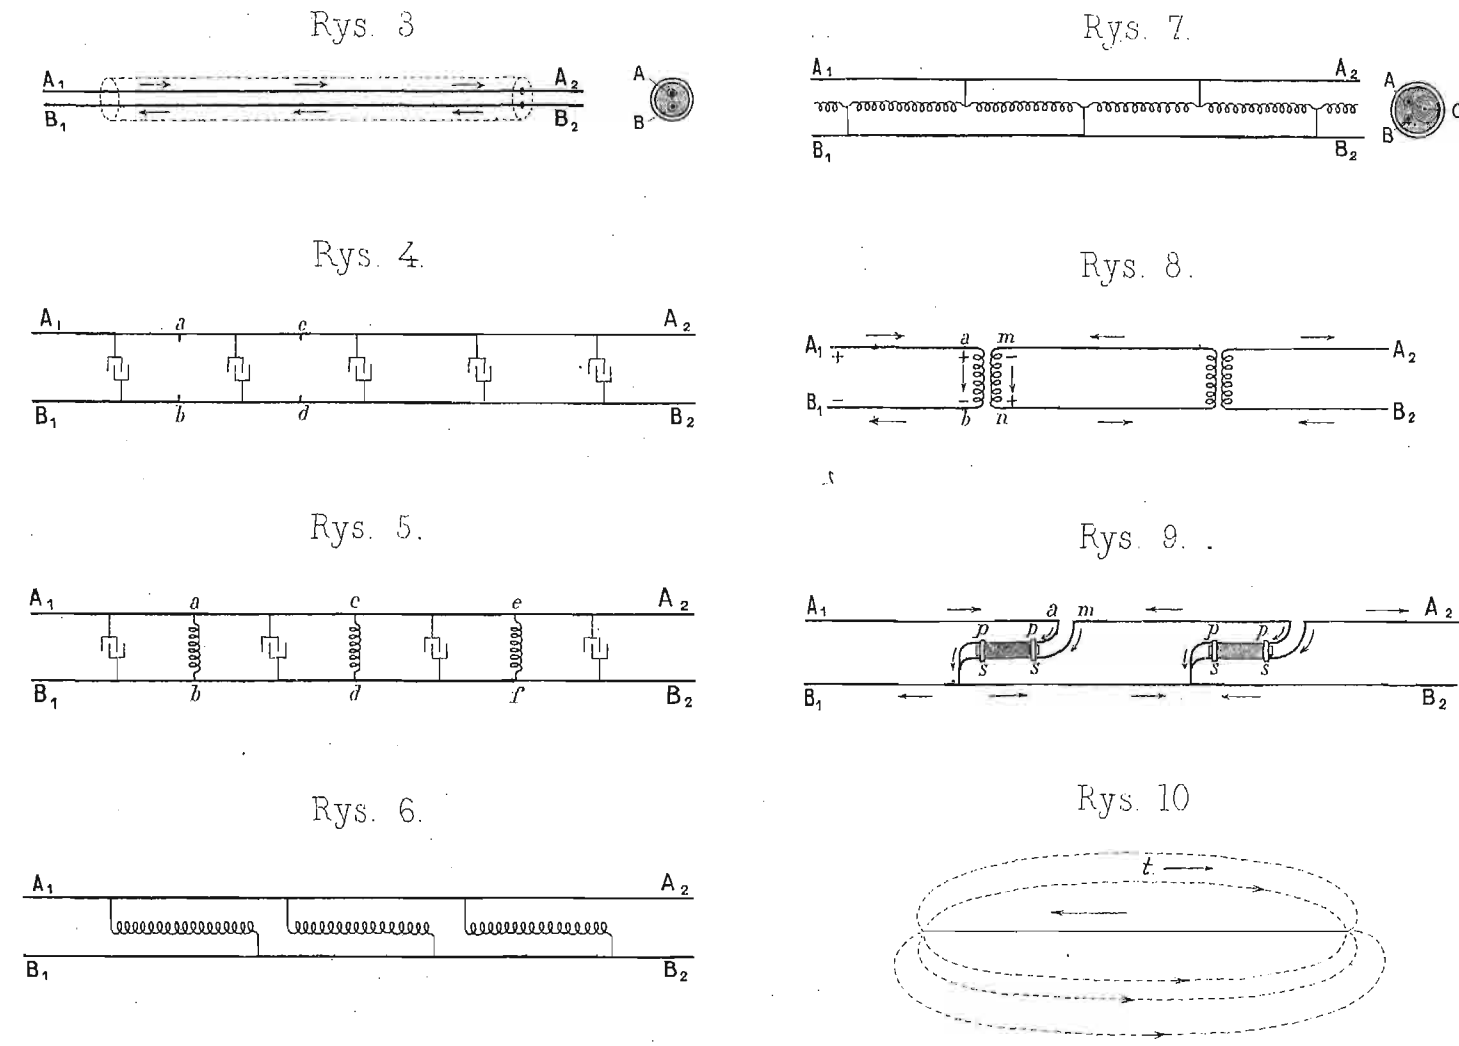 Rys. 3
A₁ A₂ A
B₁ B₂ B
Rys. 4.
A₁ a c A₂
B₁ b d B₂
Rys. 5.
A₁ a c e A₂
B₁ b d f B₂
Rys. 6.
A₁ A₂
B₁ B₂
Rys. 7.
A₁ A₂ A
C
B₁ B₂ B
Rys. 8.
A₁ a m A₂
+ + -
- - +
B₁ b n B₂
Rys. 9.
A₁ a m A₂
p p p p
s s s s
B₁ B₂
Rys. 10
t.